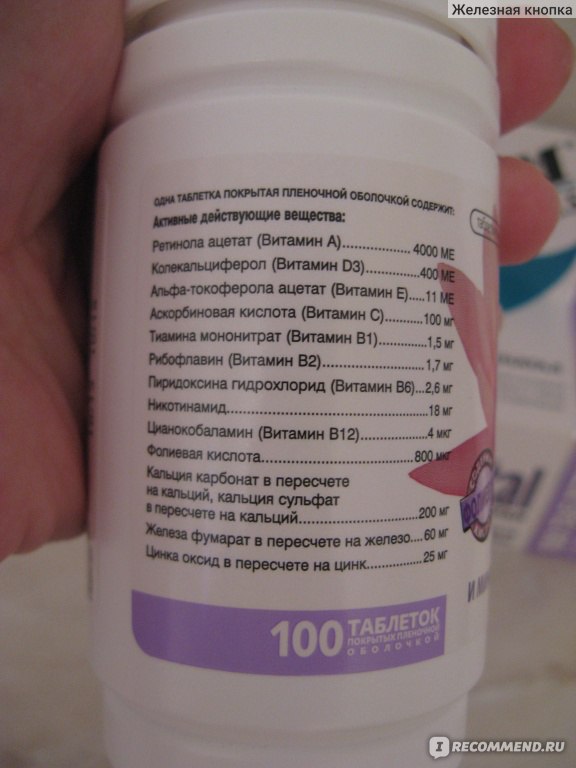 Железная кнопка
ОДНА ТАБЛЕТКА ПОКРЫТАЯ ПЛЕНОЧНОЙ ОБОЛОЧКОЙ СОДЕРЖИТ:
Активные действующие вещества:
Ретинола ацетат (Витамин А)....................4000 МЕ
Колекальциферол (Витамин D3)................400 МЕ
Альфа-токоферола ацетат (Витамин Е).....11 МЕ
Аскорбиновая кислота (Витамин С)..........100 мг
Тиамина мононитрат (Витамин В1).............1,5 мг
Рибофлавин (Витамин В2)..........................1,7 мг
Пиридоксина гидрохлорид (Витамин В6)...2,6 мг
Никотинамид..............................................18 мг
Цианокобаламин (Витамин В12)................4 мкг
Фолиевая кислота.....................................800 мкг
Кальция карбонат в пересчете
на кальций, кальция сульфат
в пересчете на кальций..............................200 мг
Железа фумарат в пересчете на железо....60 мг
Цинка оксид в пересчете на цинк................25 мг
100 ТАБЛЕТОК
ПОКРЫТЫХ ПЛЕНОЧНОЙ
ОБОЛОЧКОЙ
I RECOMMEND.RU